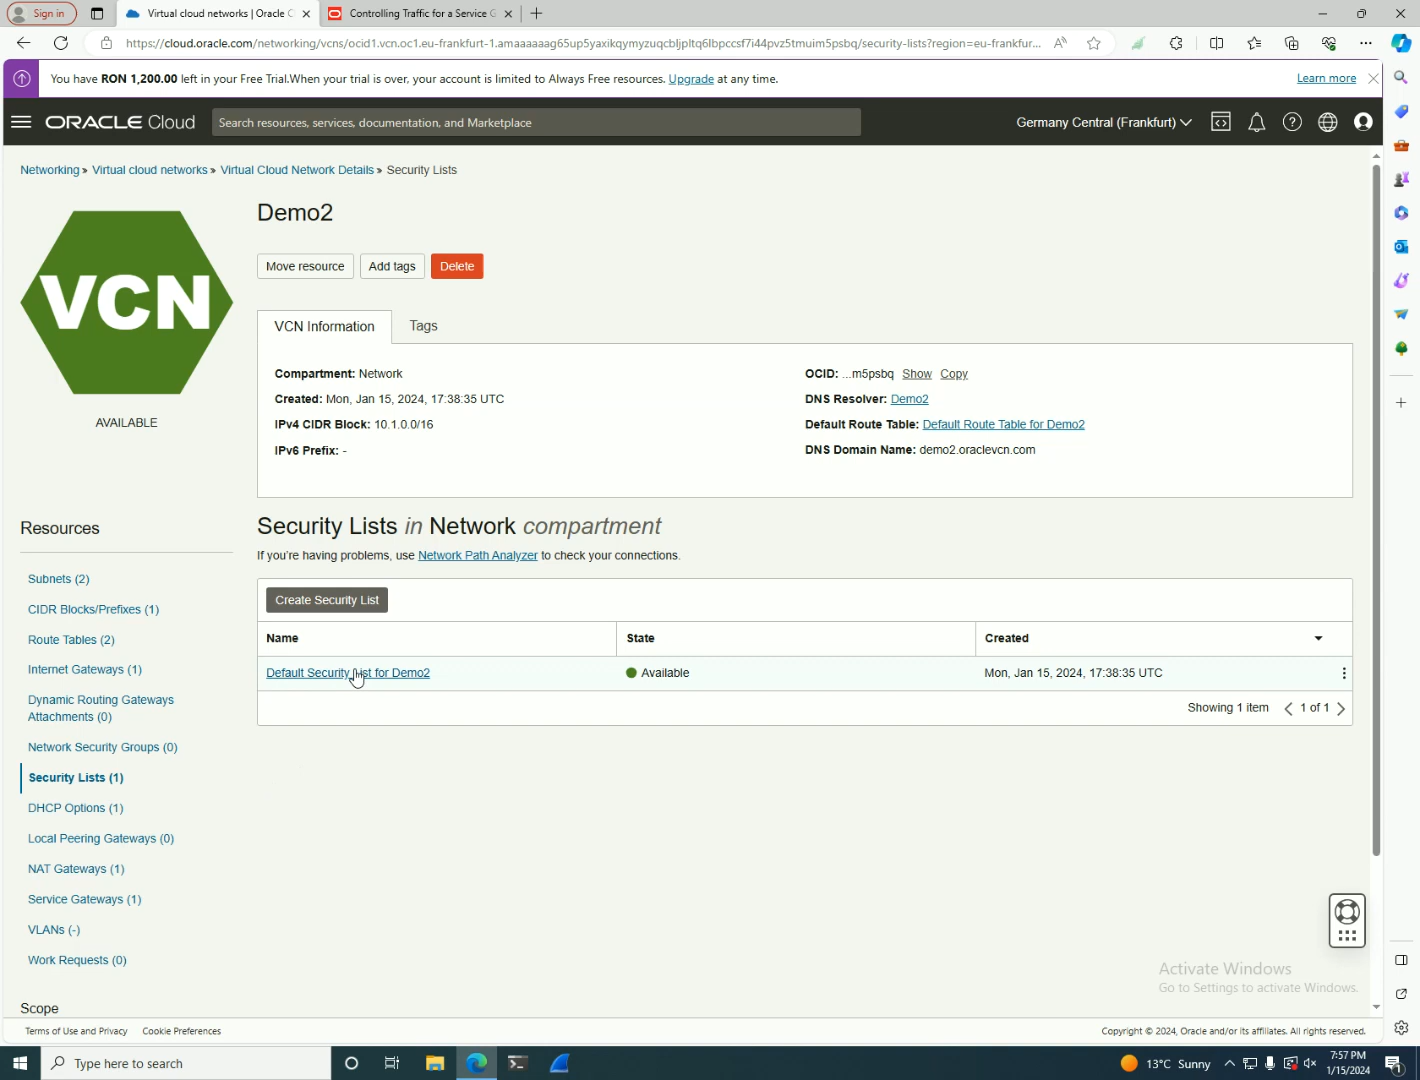 Sign in
Virtual cloud networks | Oracle C
Controlling Traffic for a Service G
https://cloud.oracle.com/networking/vcns/ocid1.vcn.oc1.eu-frankfurt-1.amaaaaaag65up5yaxikqymyzuqcbljpltq6lbpccsf7i44pvz5tmuim5psbq/security-lists?region=eu-frankfur...
You have RON 1,200.00 left in your Free Trial.When your trial is over, your account is limited to Always Free resources. Upgrade at any time.
Learn more
ORACLE Cloud
Search resources, services, documentation, and Marketplace
Germany Central (Frankfurt)
Networking » Virtual cloud networks » Virtual Cloud Network Details » Security Lists
VCN
AVAILABLE
Demo2
Move resource
Add tags
Delete
VCN Information
Tags
Compartment: Network
Created: Mon, Jan 15, 2024, 17:38:35 UTC
IPv4 CIDR Block: 10.1.0.0/16
IPv6 Prefix: -
OCID: ...m5psbq Show Copy
DNS Resolver: Demo2
Default Route Table: Default Route Table for Demo2
DNS Domain Name: demo2.oraclevcn.com
Resources
Subnets (2)
CIDR Blocks/Prefixes (1)
Route Tables (2)
Internet Gateways (1)
Dynamic Routing Gateways
Attachments (0)
Network Security Groups (0)
Security Lists (1)
DHCP Options (1)
Local Peering Gateways (0)
NAT Gateways (1)
Service Gateways (1)
VLANs (-)
Work Requests (0)
Scope
Security Lists in Network compartment
If you're having problems, use Network Path Analyzer to check your connections.
Create Security List
Name State Created
Default Security List for Demo2 Available Mon, Jan 15, 2024, 17:38:35 UTC
Showing 1 item 1 of 1
Activate Windows
Go to Settings to activate Windows.
Terms of Use and Privacy Cookie Preferences
Copyright © 2024, Oracle and/or its affiliates. All rights reserved.
Type here to search
13°C Sunny
7:57 PM
1/15/2024
1